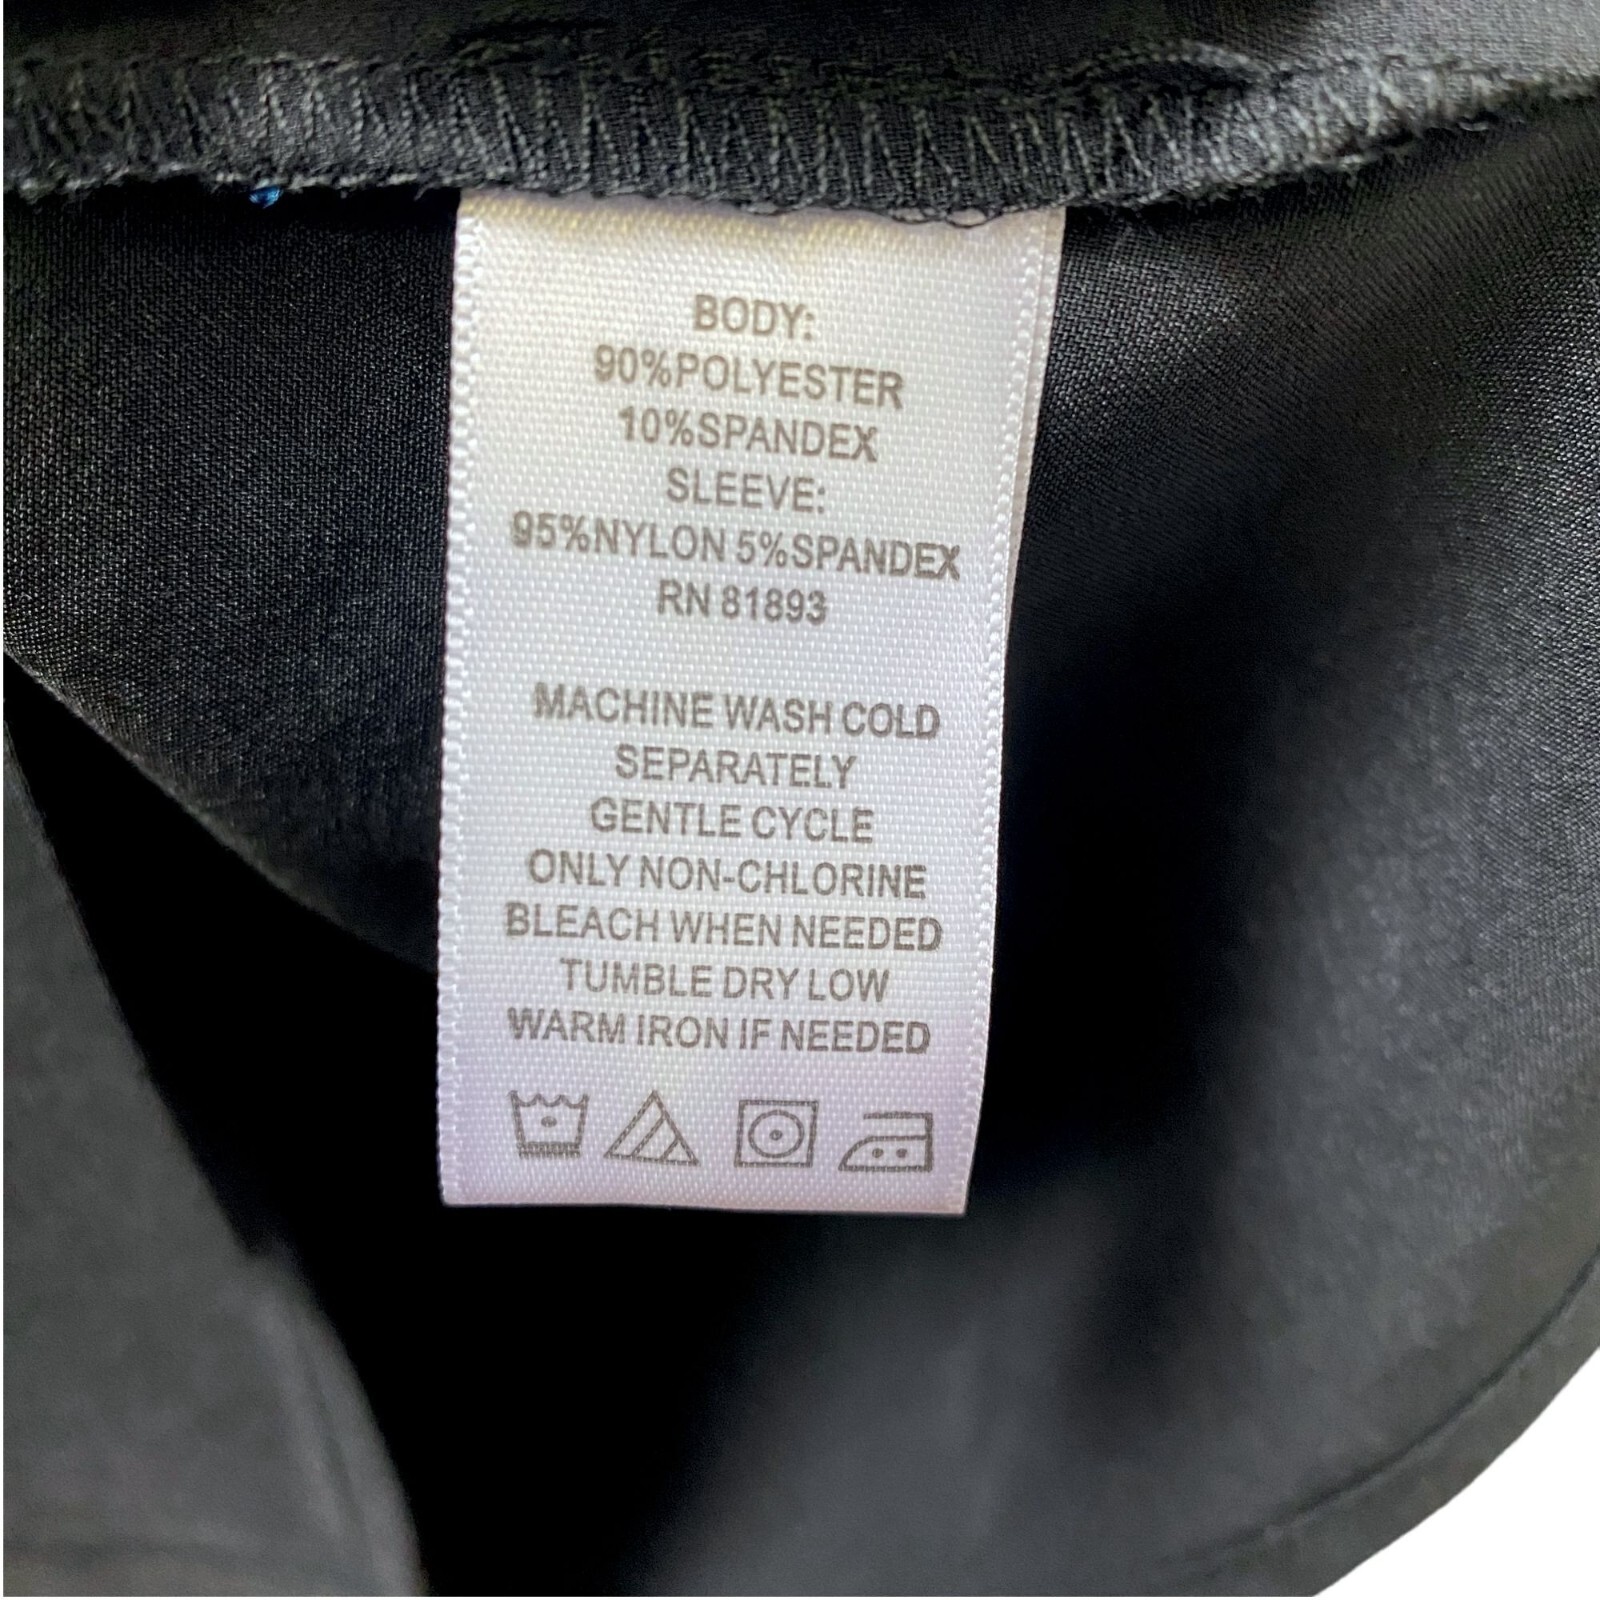 BODY:
90%POLYESTER
10%SPANDEX
SLEEVE:
95%NYLON 5%SPANDEX
RN 81893
MACHINE WASH COLD
SEPARATELY
GENTLE CYCLE
ONLY NON-CHLORINE
BLEACH WHEN NEEDED
TUMBLE DRY LOW
WARM IRON IF NEEDED